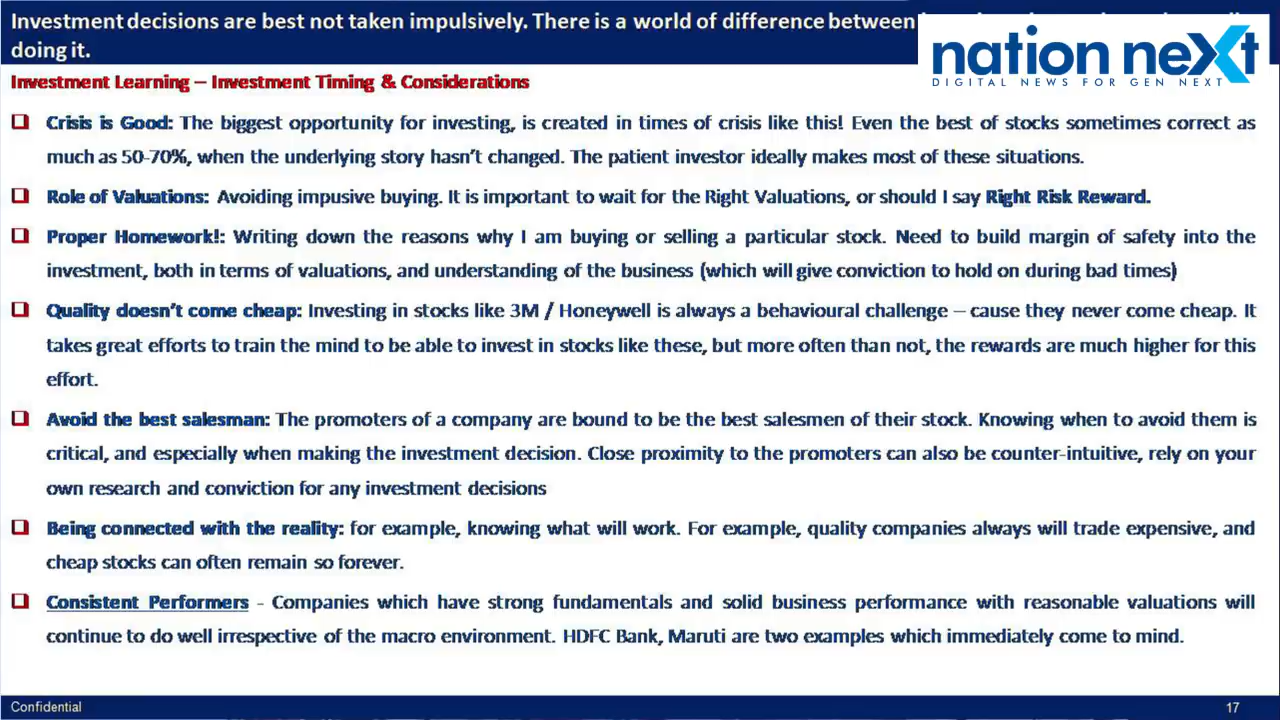 Investment decisions are best not taken impulsively. There is a world of difference between
doing it.
nation next
DIGITAL NEWS FOR GEN NEXT
Investment Learning – Investment Timing & Considerations
❑ Crisis is Good: The biggest opportunity for investing, is created in times of crisis like this! Even the best of stocks sometimes correct as
much as 50-70%, when the underlying story hasn't changed. The patient investor ideally makes most of these situations.
❑ Role of Valuations: Avoiding impusive buying. It is important to wait for the Right Valuations, or should I say Right Risk Reward.
❑ Proper Homework!: Writing down the reasons why I am buying or selling a particular stock. Need to build margin of safety into the
investment, both in terms of valuations, and understanding of the business (which will give conviction to hold on during bad times)
❑ Quality doesn't come cheap: Investing in stocks like 3M / Honeywell is always a behavioural challenge – cause they never come cheap. It
takes great efforts to train the mind to be able to invest in stocks like these, but more often than not, the rewards are much higher for this
effort.
❑ Avoid the best salesman: The promoters of a company are bound to be the best salesmen of their stock. Knowing when to avoid them is
critical, and especially when making the investment decision. Close proximity to the promoters can also be counter-intuitive, rely on your
own research and conviction for any investment decisions
❑ Being connected with the reality: for example, knowing what will work. For example, quality companies always will trade expensive, and
cheap stocks can often remain so forever.
❑ Consistent Performers - Companies which have strong fundamentals and solid business performance with reasonable valuations will
continue to do well irrespective of the macro environment. HDFC Bank, Maruti are two examples which immediately come to mind.
Confidential
17